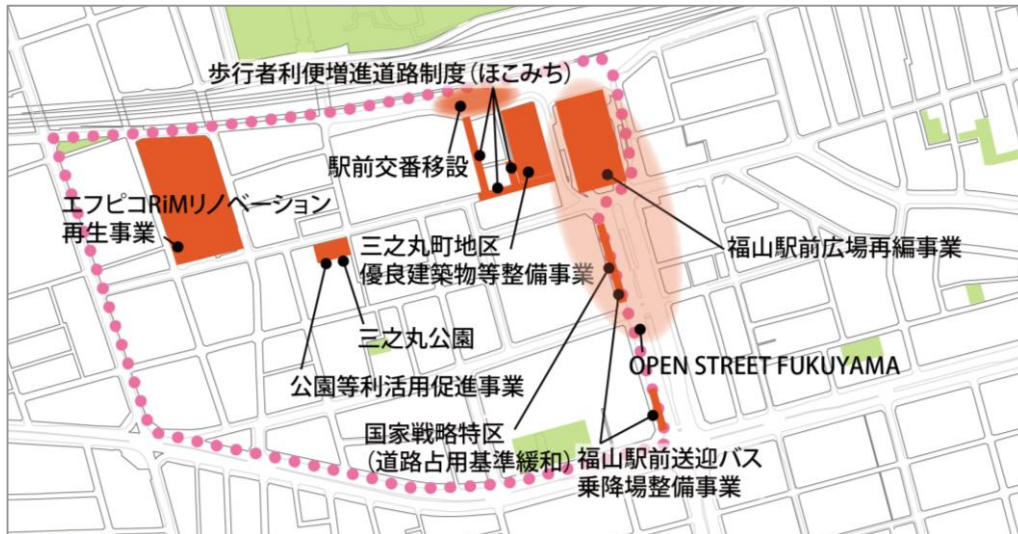 歩行者利便増進道路制度(ほこみち)
駅前交番移設
エフピコRiMリノベーション
再生事業
三之丸町地区
優良建築物等整備事業
福山駅前広場再編事業
三之丸公園
公園等利活用促進事業
OPEN STREET FUKUYAMA
国家戦略特区
(道路占用基準緩和)
福山駅前送迎バス
乗降場整備事業